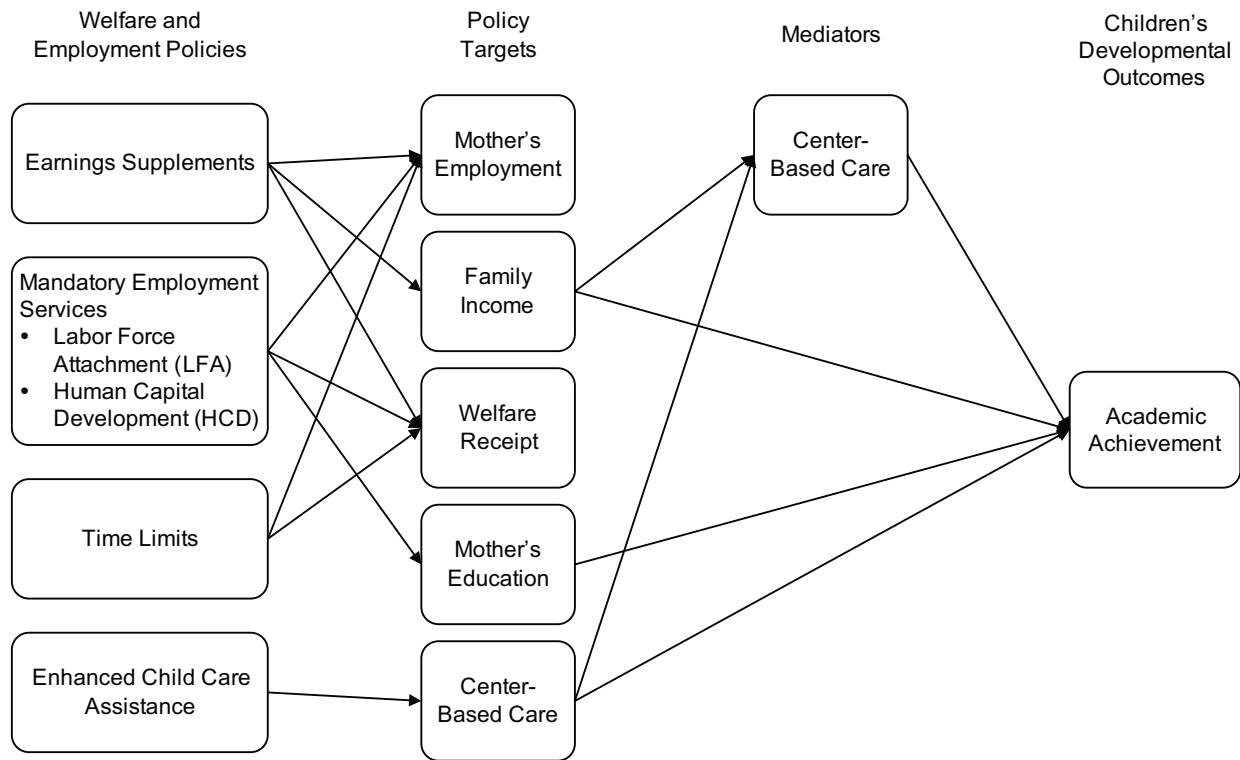 Welfare and
Employment Policies
Policy
Targets
Mediators
Children’s
Developmental
Outcomes
Earnings Supplements
Mandatory Employment
Services
• Labor Force
Attachment (LFA)
• Human Capital
Development (HCD)
Time Limits
Enhanced Child Care
Assistance
Mother’s
Employment
Family
Income
Welfare
Receipt
Mother’s
Education
Center-
Based Care
Center-
Based Care
Academic
Achievement